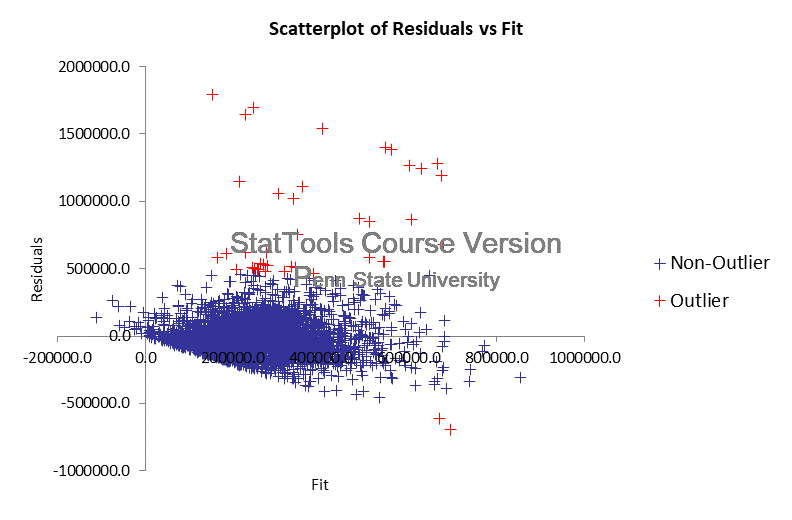 Scatterplot of Residuals vs Fit
2000000.0
1500000.0
1000000.0
500000.0
0.0
-500000.0
-1000000.0
-200000.0 0.0 200000.0 400000.0 600000.0 800000.0 1000000.0
Residuals
Fit
StatTools Course Version
Penn State University
Non-Outlier
Outlier